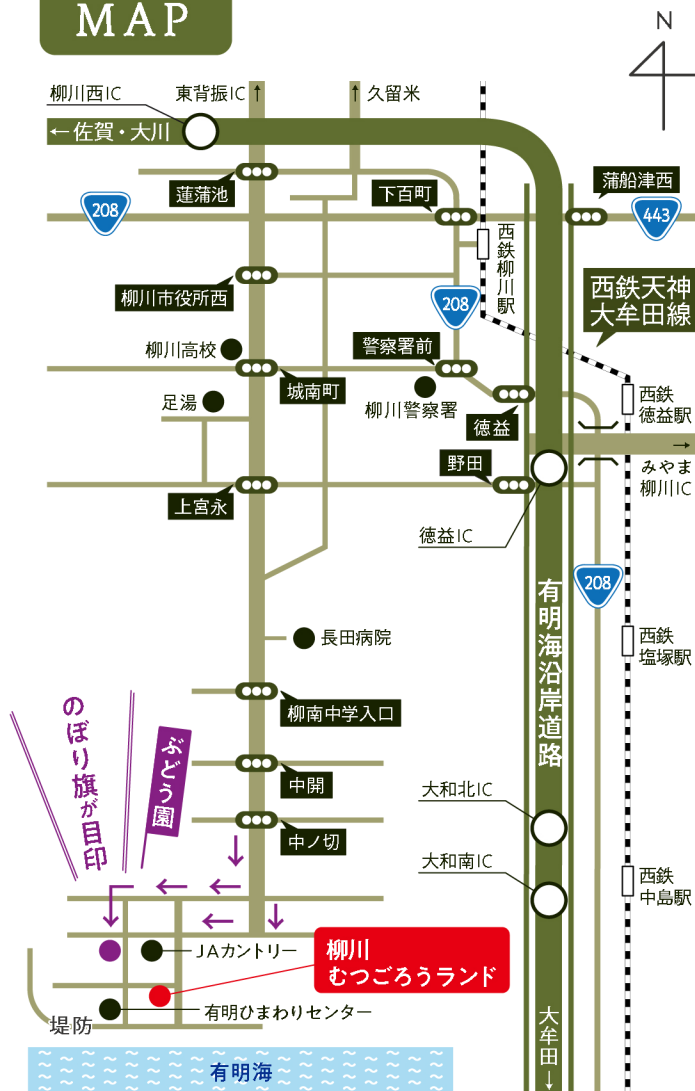 MAP
N
柳川西IC
東背振IC
↑
↑
久留米
←佐賀・大川
蓮蒲池
下百町
蒲船津西
208
443
西鉄柳川駅
柳川市役所西
208
西鉄天神
大牟田線
柳川高校
警察署前
城南町
足湯
柳川警察署
徳益
西鉄
徳益駅
野田
→
みやま
柳川IC
上宮永
徳益IC
208
有明海沿岸道路
長田病院
西鉄
塩塚駅
柳南中学入口
のぼり旗が目印
ぶどう園
中開
大和北IC
中ノ切
大和南IC
西鉄
中島駅
JAカントリー
柳川
むつごろうランド
有明ひまわりセンター
堤防
大牟田→
有明海